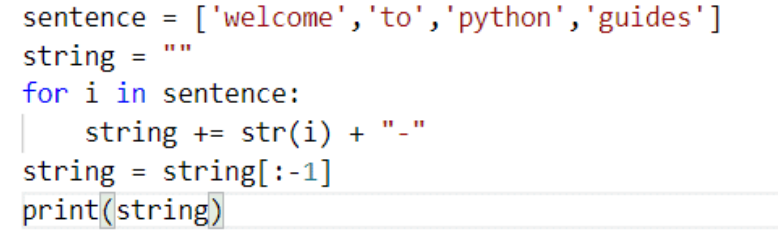 sentence = ['welcome','to','python','guides']
string = ""
for i in sentence:
    string += str(i) + "-"
string = string[:-1]
print(string)